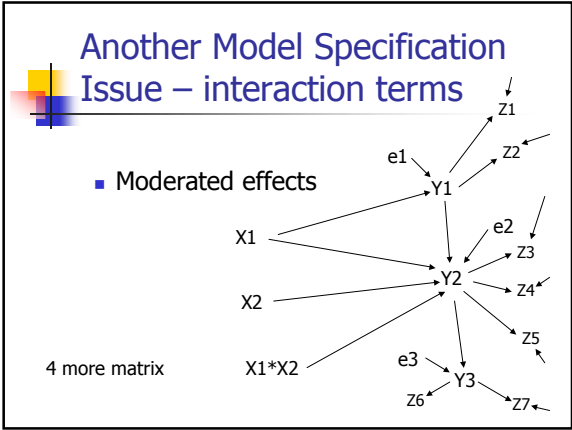 Another Model Specification
Issue – interaction terms
Z1
Z2
e1
Moderated effects
Y1
e2
X1
Z3
Y2
Z4
X2
Z5
4 more matrix
X1*X2
e3
Y3
Z6
Z7